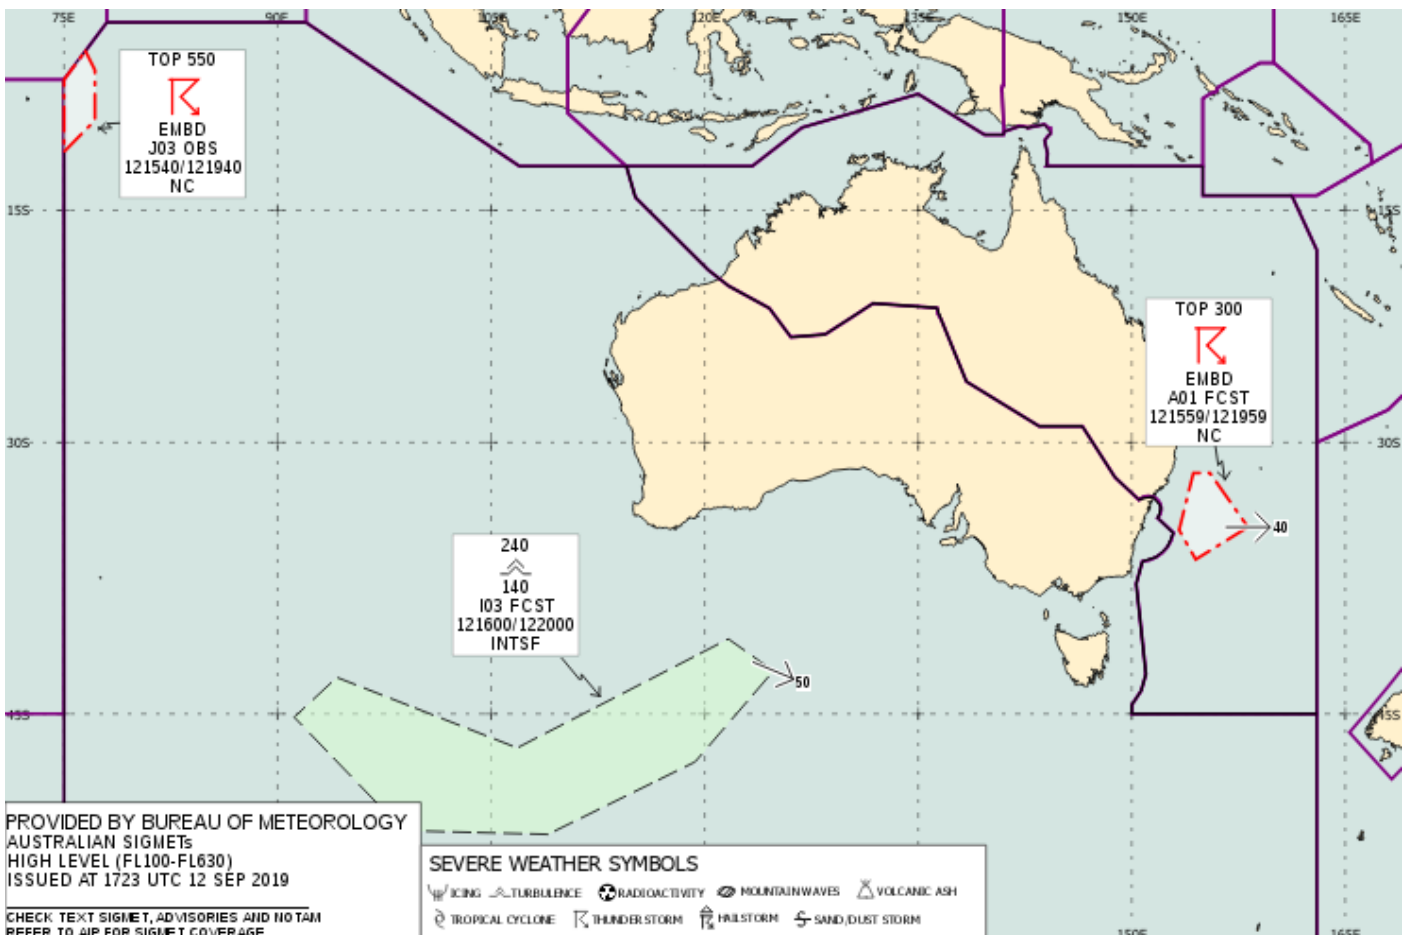 75E 90E 105E 120E 135E 150E 165E
TOP 550
EMBD
J03 OBS
121540/121940
NC
15S 15S
TOP 300
EMBD
A01 FCST
121559/121959
NC
30S 30S
40
240
140
I03 FCST
121600/122000
INTSF
50
45S 45S
PROVIDED BY BUREAU OF METEOROLOGY
AUSTRALIAN SIGMETs
HIGH LEVEL (FL100-FL630)
ISSUED AT 1723 UTC 12 SEP 2019
CHECK TEXT SIGMET, ADVISORIES AND NOTAM
REFER TO AIP FOR SIGMET COVERAGE
SEVERE WEATHER SYMBOLS
ICING TURBULENCE RADIOACTIVITY MOUNTAINWAVES VOLCANIC ASH
TROPICAL CYCLONE THUNDERSTORM HAILSTORM SAND/DUST STORM
150E 165E